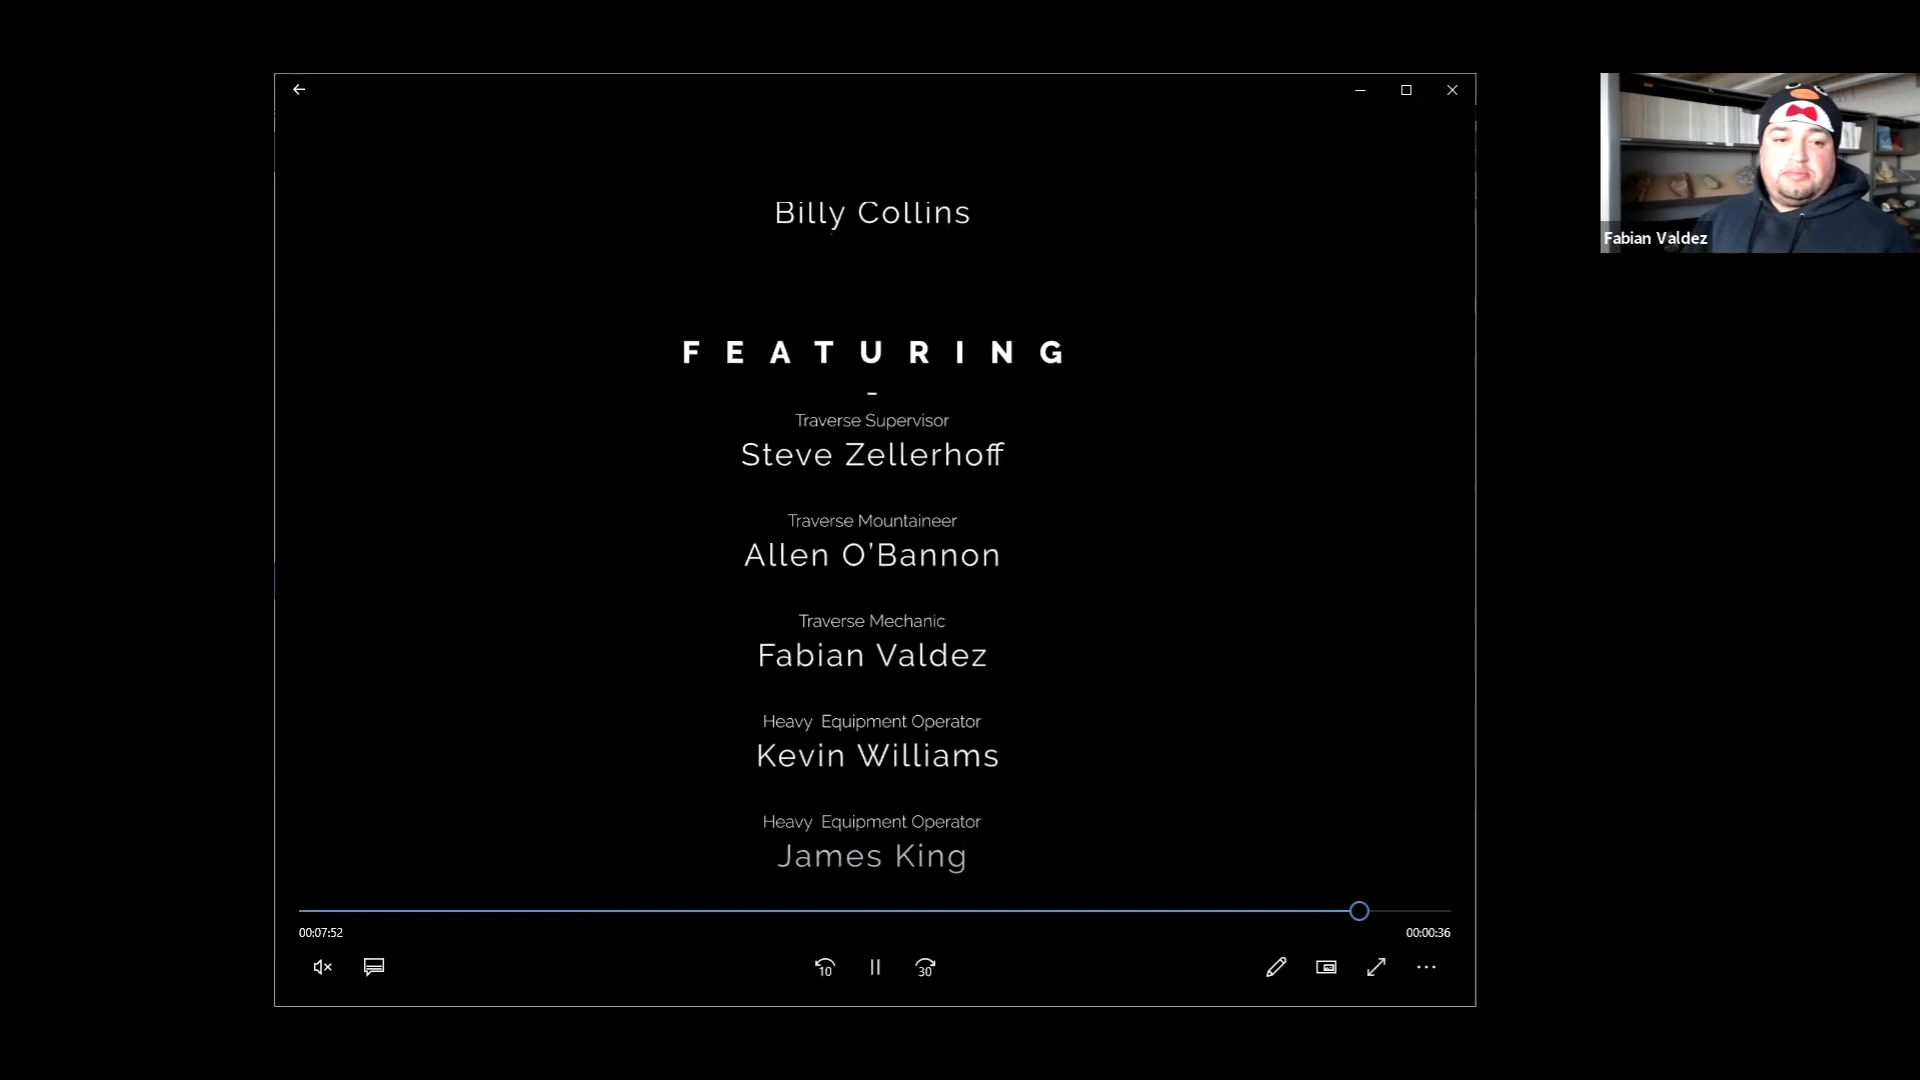 Billy Collins
FEATURING
-
Traverse Supervisor
Steve Zellerhoff
Traverse Mountaineer
Allen O'Bannon
Traverse Mechanic
Fabian Valdez
Heavy Equipment Operator
Kevin Williams
Heavy Equipment Operator
James King
00:07:52
00:00:36
10
30
Fabian Valdez